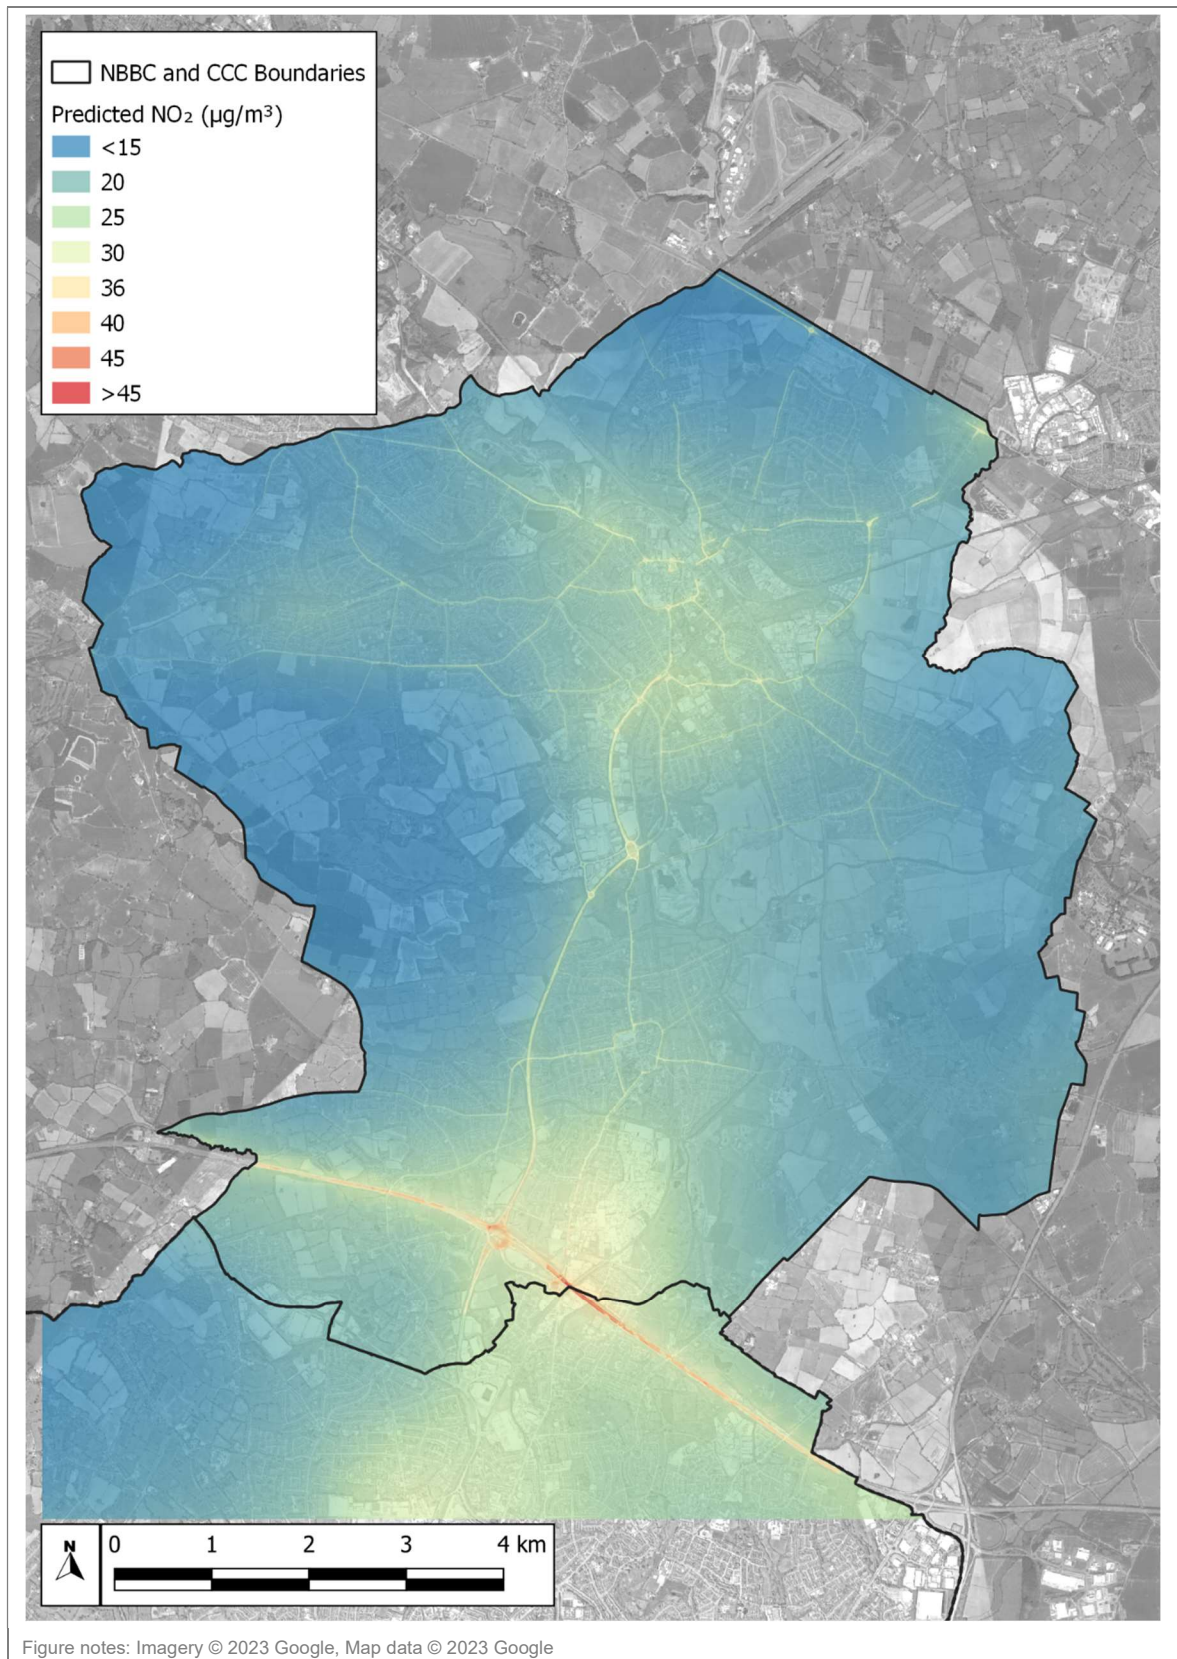 NBBC and CCC Boundaries
Predicted NO₂ (µg/m³)
<15
20
25
30
36
40
45
>45
N
0 1 2 3 4 km
Figure notes: Imagery © 2023 Google, Map data © 2023 Google